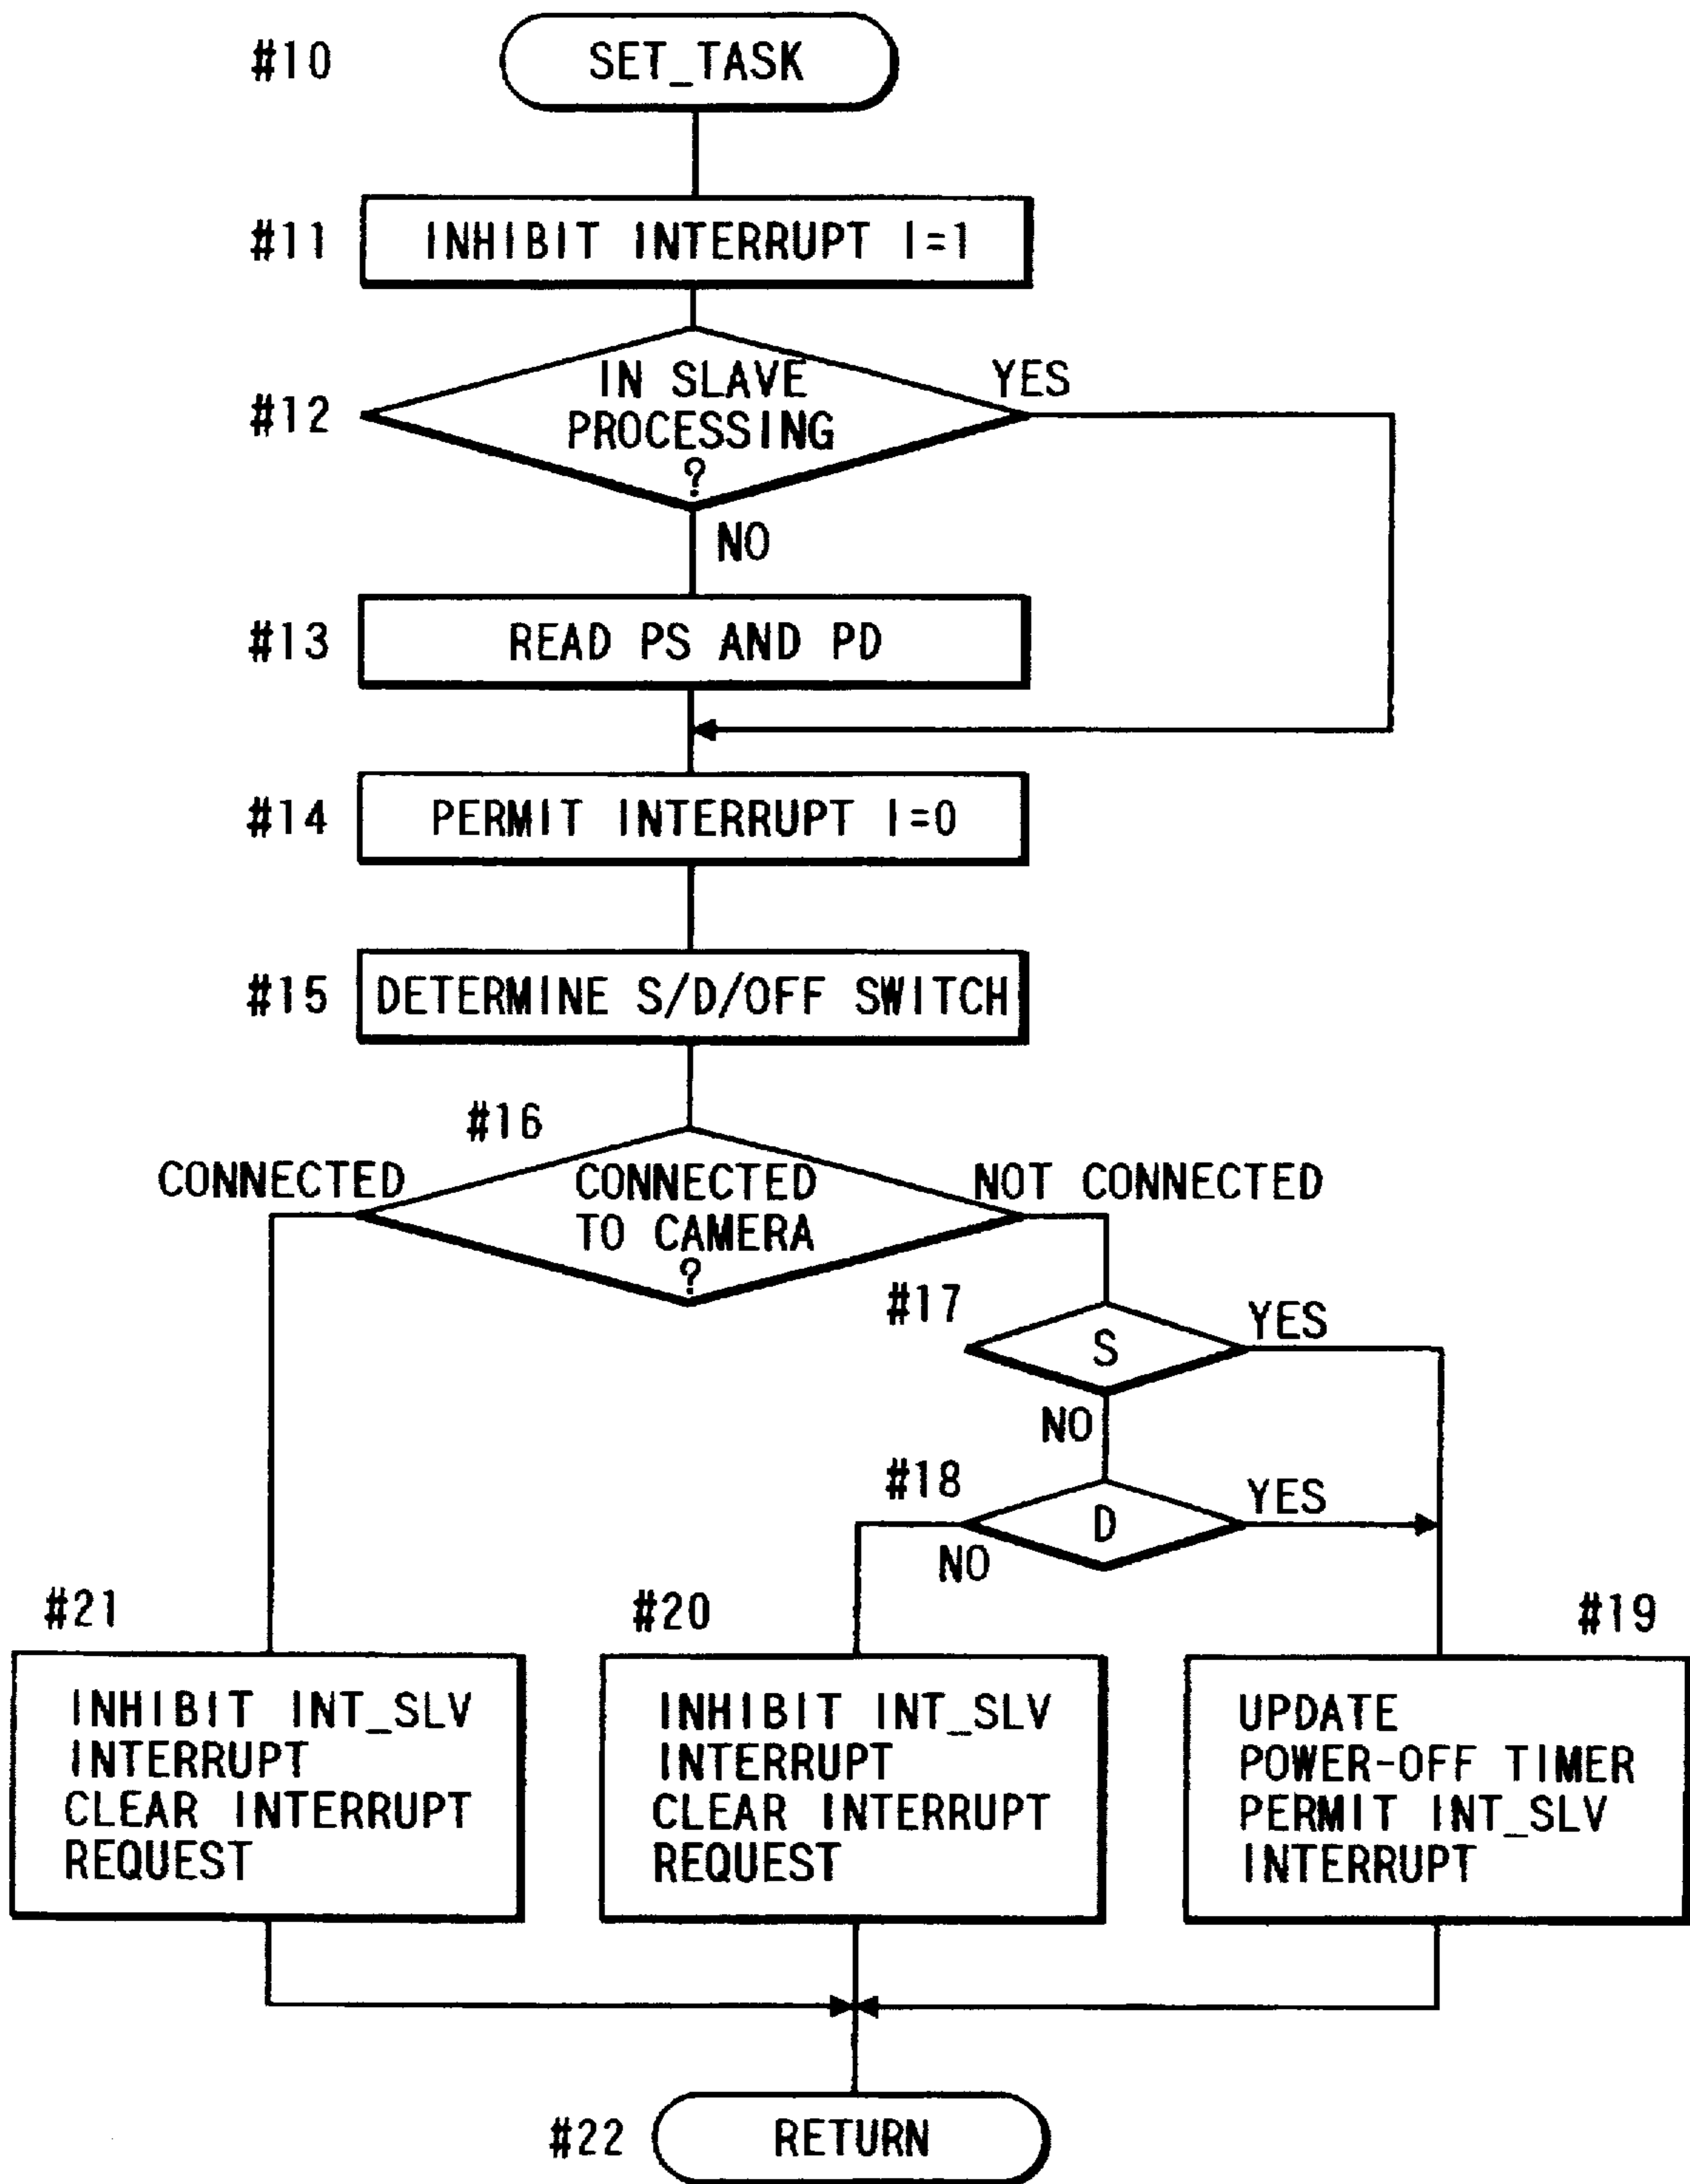 #10
SET_TASK
#11
INHIBIT INTERRUPT I=1
#12
IN SLAVE
PROCESSING
?
YES
NO
#13
READ PS AND PD
#14
PERMIT INTERRUPT I=0
#15
DETERMINE S/D/OFF SWITCH
#16
CONNECTED
CONNECTED
TO CAMERA
?
NOT CONNECTED
#17
S
YES
NO
#18
D
YES
NO
#21
INHIBIT INT_SLV
INTERRUPT
CLEAR INTERRUPT
REQUEST
#20
INHIBIT INT_SLV
INTERRUPT
CLEAR INTERRUPT
REQUEST
#19
UPDATE
POWER-OFF TIMER
PERMIT INT_SLV
INTERRUPT
#22
RETURN